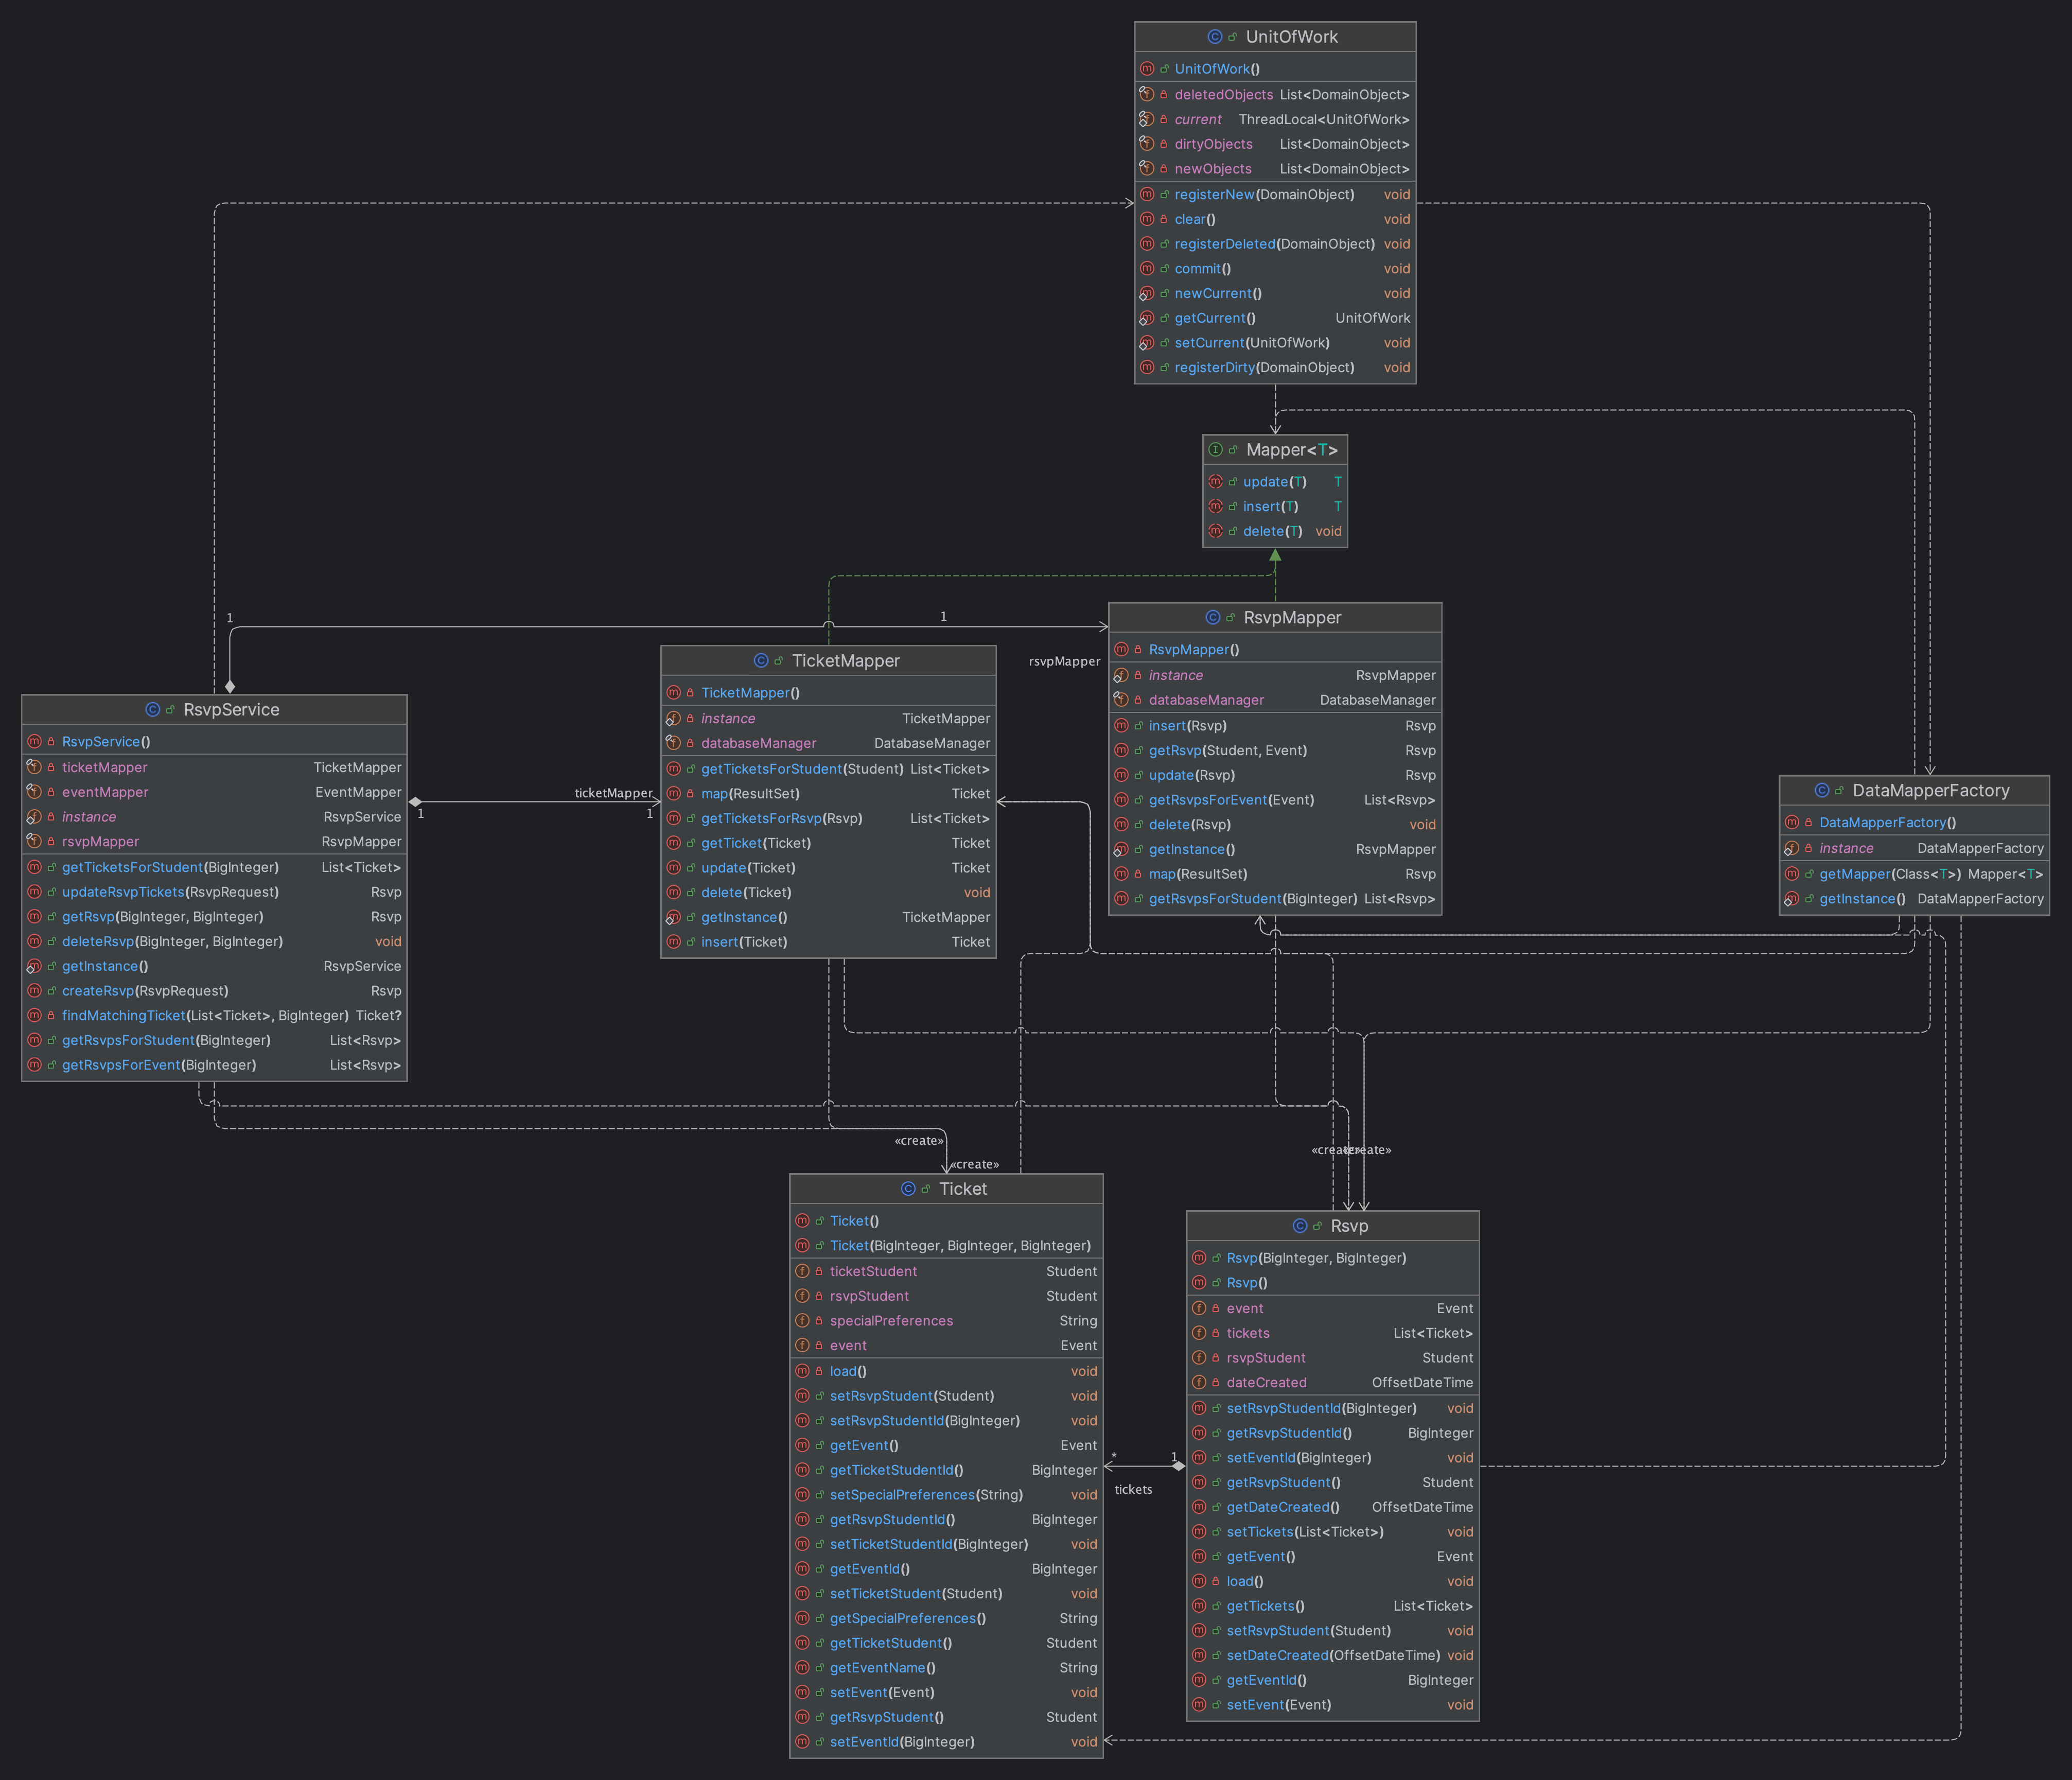 UnitOfWork
UnitOfWork()
deletedObjects List<DomainObject>
current ThreadLocal<UnitOfWork>
dirtyObjects List<DomainObject>
newObjects List<DomainObject>
registerNew(DomainObject) void
clear() void
registerDeleted(DomainObject) void
commit() void
newCurrent() void
getCurrent() UnitOfWork
setCurrent(UnitOfWork) void
registerDirty(DomainObject) void
Mapper<T>
update(T) T
insert(T) T
delete(T) void
1
1
rsvpMapper
RsvpMapper
RsvpMapper()
instance RsvpMapper
databaseManager DatabaseManager
insert(Rsvp) Rsvp
getRsvp(Student, Event) Rsvp
update(Rsvp) Rsvp
getRsvpsForEvent(Event) List<Rsvp>
delete(Rsvp) void
getInstance() RsvpMapper
map(ResultSet) Rsvp
getRsvpsForStudent(BigInteger) List<Rsvp>
TicketMapper
TicketMapper()
instance TicketMapper
databaseManager DatabaseManager
getTicketsForStudent(Student) List<Ticket>
map(ResultSet) Ticket
getTicketsForRsvp(Rsvp) List<Ticket>
getTicket(Ticket) Ticket
update(Ticket) Ticket
delete(Ticket) void
getInstance() TicketMapper
insert(Ticket) Ticket
RsvpService
RsvpService()
ticketMapper TicketMapper
eventMapper EventMapper
instance RsvpService
rsvpMapper RsvpMapper
getTicketsForStudent(BigInteger) List<Ticket>
updateRsvpTickets(RsvpRequest) Rsvp
getRsvp(BigInteger, BigInteger) Rsvp
deleteRsvp(BigInteger, BigInteger) void
getInstance() RsvpService
createRsvp(RsvpRequest) Rsvp
findMatchingTicket(List<Ticket>, BigInteger) Ticket?
getRsvpsForStudent(BigInteger) List<Rsvp>
getRsvpsForEvent(BigInteger) List<Rsvp>
ticketMapper
1
1
DataMapperFactory
DataMapperFactory()
instance DataMapperFactory
getMapper(Class<T>) Mapper<T>
getInstance() DataMapperFactory
«create»
«create»
«create»
«create»
Ticket
Ticket()
Ticket(BigInteger, BigInteger, BigInteger)
ticketStudent Student
rsvpStudent Student
specialPreferences String
event Event
load() void
setRsvpStudent(Student) void
setRsvpStudentId(BigInteger) void
getEvent() Event
getTicketStudentId() BigInteger
setSpecialPreferences(String) void
getRsvpStudentId() BigInteger
setTicketStudentId(BigInteger) void
getEventId() BigInteger
setTicketStudent(Student) void
getSpecialPreferences() String
getTicketStudent() Student
getEventName() String
setEvent(Event) void
getRsvpStudent() Student
setEventId(BigInteger) void
*
1
tickets
Rsvp
Rsvp(BigInteger, BigInteger)
Rsvp()
event Event
tickets List<Ticket>
rsvpStudent Student
dateCreated OffsetDateTime
setRsvpStudentId(BigInteger) void
getRsvpStudentId() BigInteger
setEventId(BigInteger) void
getRsvpStudent() Student
getDateCreated() OffsetDateTime
setTickets(List<Ticket>) void
getEvent() Event
load() void
getTickets() List<Ticket>
setRsvpStudent(Student) void
setDateCreated(OffsetDateTime) void
getEventId() BigInteger
setEvent(Event) void